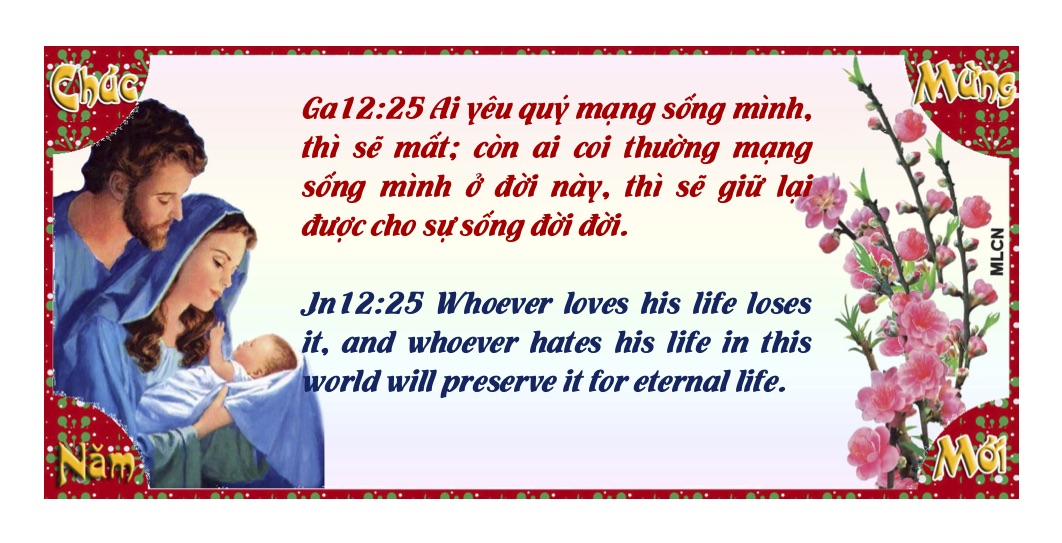 Chúc
Mừng
Ga12:25 Ai yêu quý mạng sống mình,
thì sẽ mất; còn ai coi thường mạng
sống mình ở đời này, thì sẽ giữ lại
được cho sự sống đời đời.
MLCN
Jn12:25 Whoever loves his life loses
it, and whoever hates his life in this
world will preserve it for eternal life.
Năm
Mới